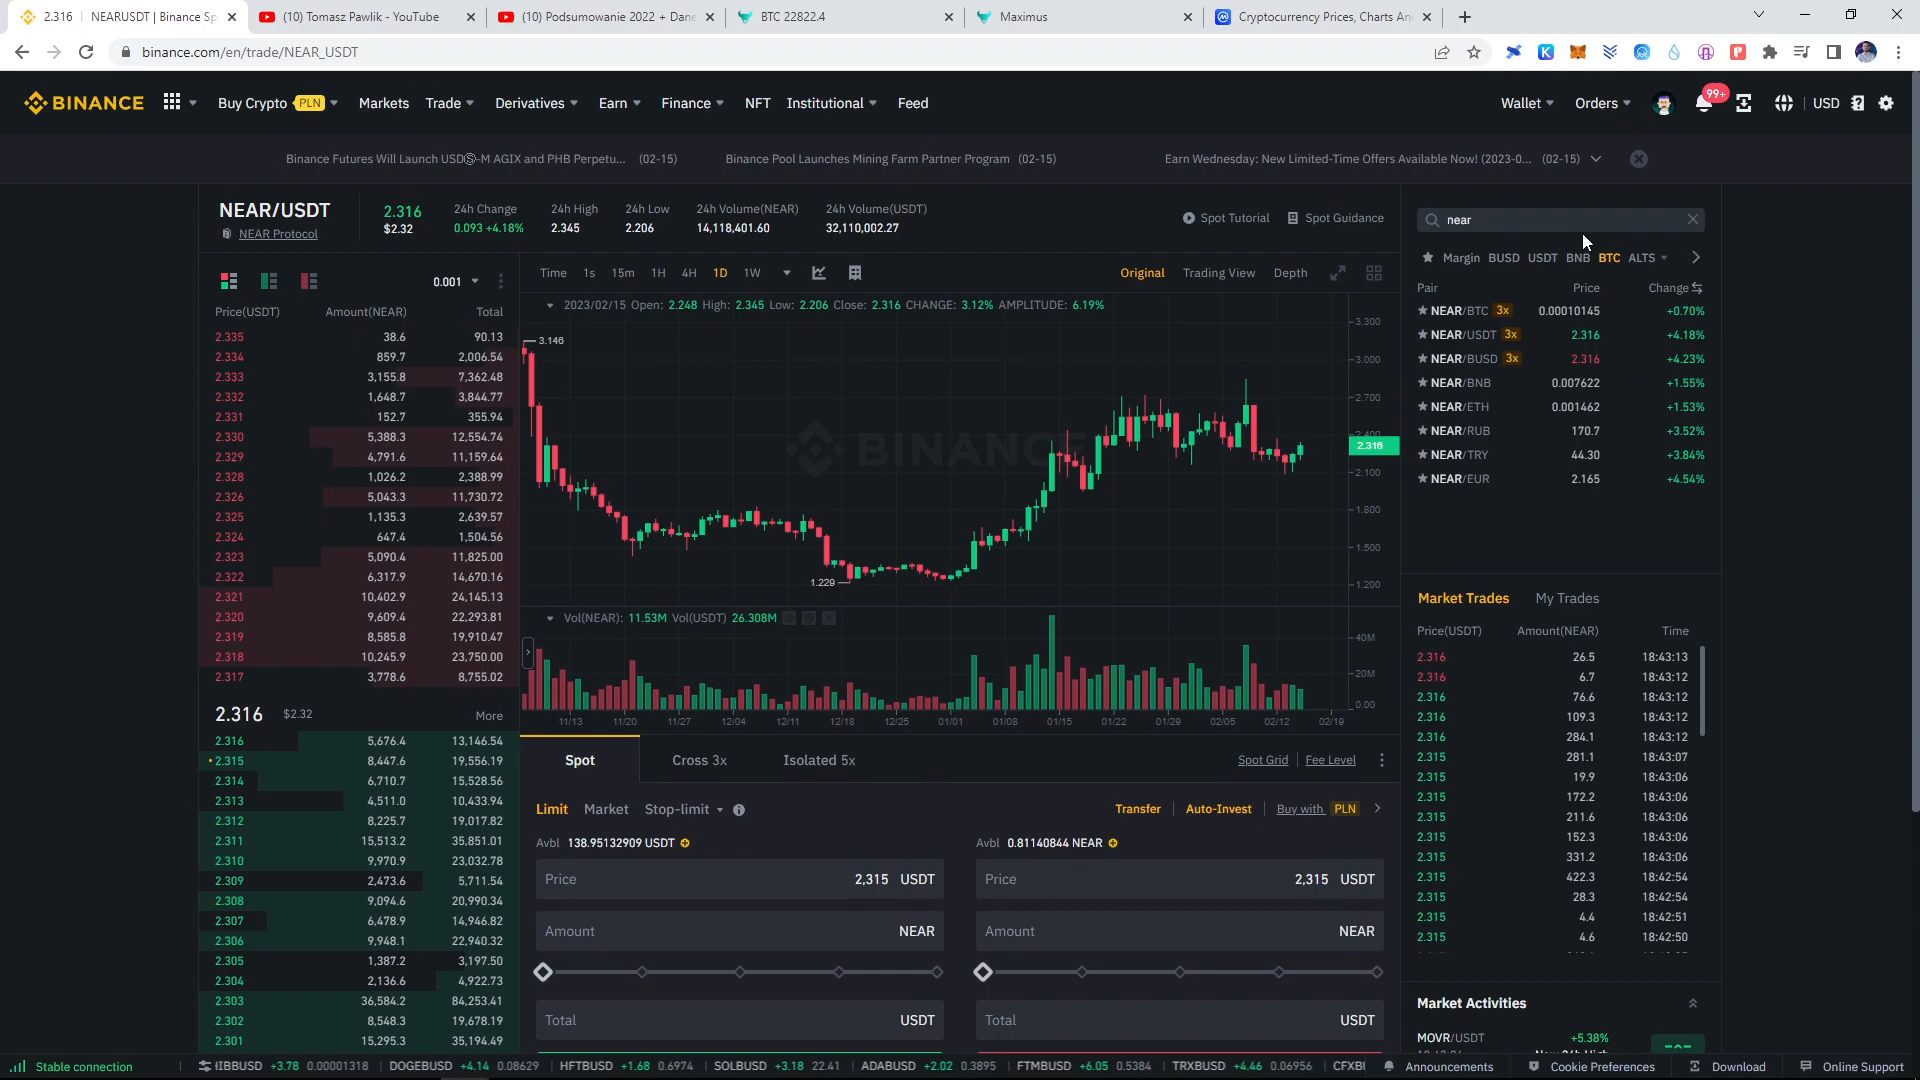 2.316 | NEARUSDT | Binance Sp
(10) Tomasz Pawlik - YouTube
(10) Podsumowanie 2022 + Dane
BTC 22822.4
Maximus
Cryptocurrency Prices, Charts An
binance.com/en/trade/NEAR_USDT
BINANCE
Buy Crypto PLN
Markets
Trade
Derivatives
Earn
Finance
NFT
Institutional
Feed
Wallet
Orders
99+
USD
Binance Futures Will Launch USDⓈ-M AGIX and PHB Perpetu... (02-15)
Binance Pool Launches Mining Farm Partner Program (02-15)
Earn Wednesday: New Limited-Time Offers Available Now! (2023-0... (02-15)
NEAR/USDT
NEAR Protocol
2.316
$2.32
24h Change
0.093 +4.18%
24h High
2.345
24h Low
2.206
24h Volume(NEAR)
14,118,401.60
24h Volume(USDT)
32,110,002.27
Spot Tutorial
Spot Guidance
0.001
Price(USDT) Amount(NEAR) Total
2.335 38.6 90.13
2.334 859.7 2,006.54
2.333 3,155.8 7,362.48
2.332 1,648.7 3,844.77
2.331 152.7 355.94
2.330 5,388.3 12,554.74
2.329 4,791.6 11,159.64
2.328 1,026.2 2,388.99
2.326 5,043.3 11,730.72
2.325 1,135.3 2,639.57
2.324 647.4 1,504.56
2.323 5,090.4 11,825.00
2.322 6,317.9 14,670.16
2.321 10,402.9 24,145.13
2.320 9,609.4 22,293.81
2.319 8,585.8 19,910.47
2.318 10,245.9 23,750.00
2.317 3,778.6 8,755.02
2.316 $2.32 More
2.316 5,676.4 13,146.54
2.315 8,447.6 19,556.19
2.314 6,710.7 15,528.56
2.313 4,511.0 10,433.94
2.312 8,225.7 19,017.82
2.311 15,513.2 35,851.01
2.310 9,970.9 23,032.78
2.309 2,473.6 5,711.54
2.308 9,094.6 20,990.34
2.307 6,478.9 14,946.82
2.306 9,948.1 22,940.32
2.305 1,387.2 3,197.50
2.304 2,136.6 4,922.73
2.303 36,584.2 84,253.41
2.302 8,548.3 19,678.19
2.301 15,295.3 35,194.49
Time 1s 15m 1H 4H 1D 1W
Original Trading View Depth
2023/02/15 Open: 2.248 High: 2.345 Low: 2.206 Close: 2.316 CHANGE: 3.12% AMPLITUDE: 6.19%
3.146
1.229
BINANCE
3.300
3.000
2.700
2.400
2.316
2.100
1.800
1.500
1.200
Vol(NEAR): 11.53M Vol(USDT) 26.308M
40M
20M
0.00
11/13 11/20 11/27 12/04 12/11 12/18 12/25 01/01 01/08 01/15 01/22 01/29 02/05 02/12 02/19
Spot Cross 3x Isolated 5x
Spot Grid Fee Level
Limit Market Stop-limit
Transfer Auto-Invest Buy with PLN
Avbl 138.95132909 USDT
Price 2,315 USDT
Amount NEAR
Total USDT
Avbl 0.81140844 NEAR
Price 2,315 USDT
Amount NEAR
Total USDT
near
Margin BUSD USDT BNB BTC ALTS
Pair Price Change
NEAR/BTC 3x 0.00010145 +0.70%
NEAR/USDT 3x 2.316 +4.18%
NEAR/BUSD 3x 2.316 +4.23%
NEAR/BNB 0.007622 +1.55%
NEAR/ETH 0.001462 +1.53%
NEAR/RUB 170.7 +3.52%
NEAR/TRY 44.30 +3.84%
NEAR/EUR 2.165 +4.54%
Market Trades My Trades
Price(USDT) Amount(NEAR) Time
2.316 26.5 18:43:13
2.316 6.7 18:43:12
2.316 76.6 18:43:12
2.316 109.3 18:43:12
2.316 284.1 18:43:12
2.315 281.1 18:43:07
2.315 19.9 18:43:06
2.315 172.2 18:43:06
2.315 211.6 18:43:06
2.315 152.3 18:43:06
2.315 331.2 18:43:06
2.315 422.3 18:42:54
2.315 28.3 18:42:54
2.315 4.4 18:42:51
2.315 4.6 18:42:50
Market Activities
MOVR/USDT +5.38%
Stable connection
HIBBUSD +3.78 0.00001318
DOGEBUSD +4.14 0.08629
HFTBUSD +1.68 0.6974
SOLBUSD +3.18 22.41
ADABUSD +2.02 0.3895
FTMBUSD +6.05 0.5384
TRXBUSD +4.46 0.06956
CFXBU
Announcements
Cookie Preferences
Download
Online Support